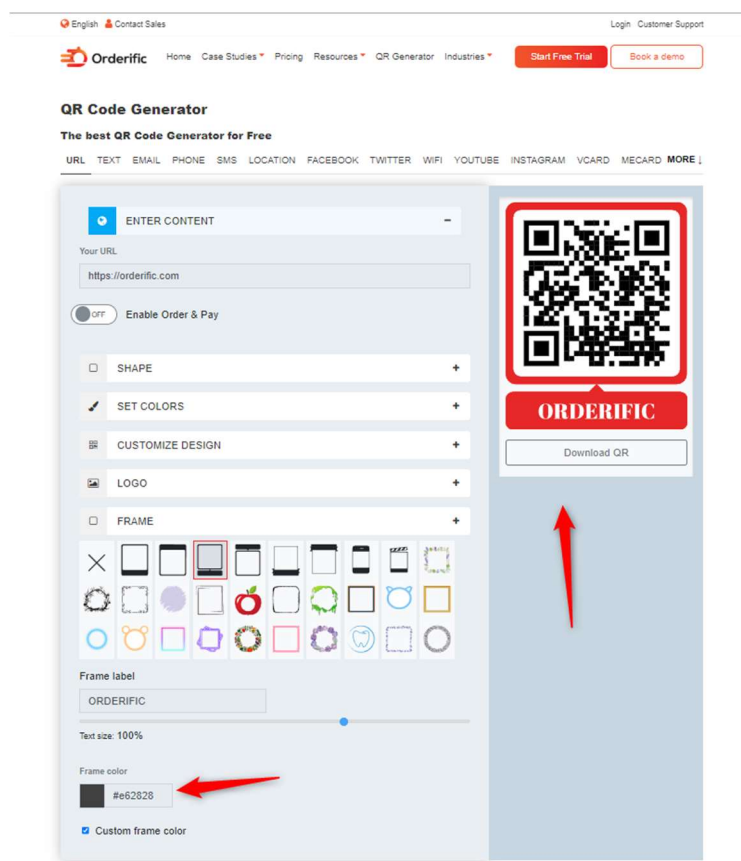 English Contact Sales Login Customer Support
Orderific Home Case Studies Pricing Resources QR Generator Industries Start Free Trial Book a demo
QR Code Generator
The best QR Code Generator for Free
URL TEXT EMAIL PHONE SMS LOCATION FACEBOOK TWITTER WIFI YOUTUBE INSTAGRAM VCARD MECARD MORE↓
ENTER CONTENT
Your URL
https://orderific.com
OFF Enable Order & Pay
SHAPE
SET COLORS
CUSTOMIZE DESIGN
LOGO
FRAME
Frame label
ORDERIFIC
Text size: 100%
Frame color
#e62828
Custom frame color
ORDERIFIC
Download QR